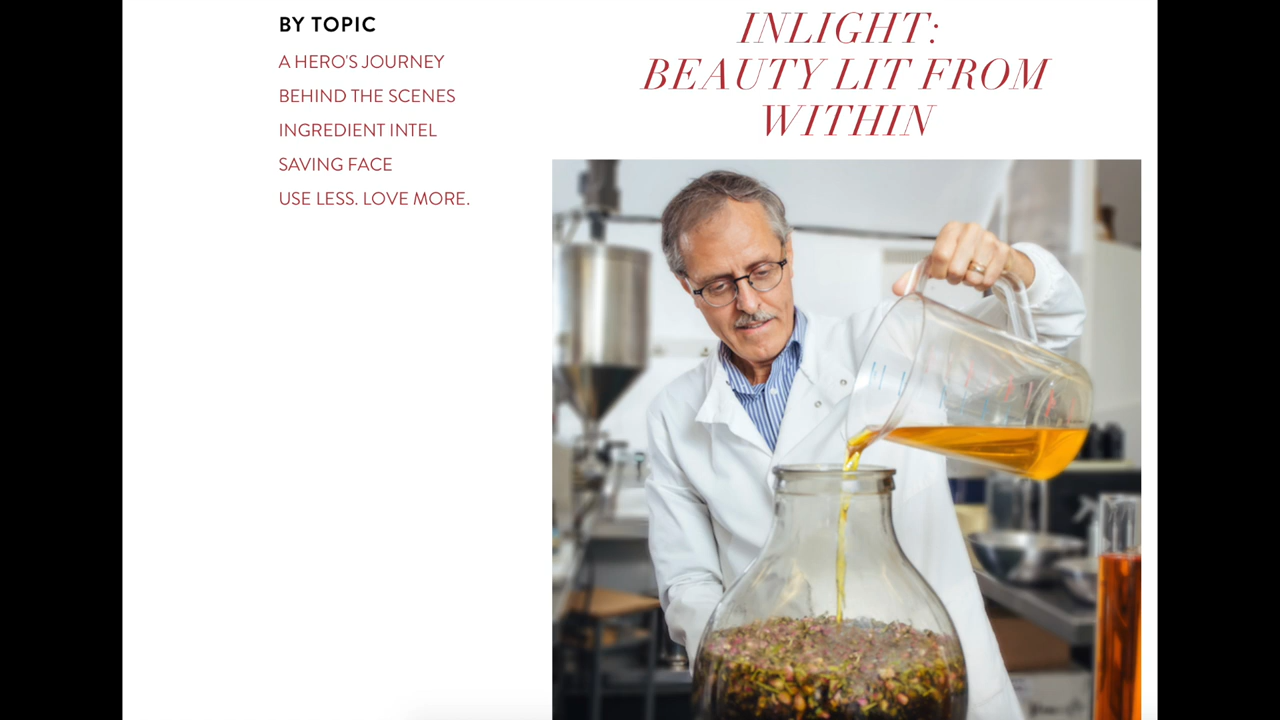 BY TOPIC
A HERO'S JOURNEY
BEHIND THE SCENES
INGREDIENT INTEL
SAVING FACE
USE LESS. LOVE MORE.
INLIGHT:
BEAUTY LIT FROM
WITHIN